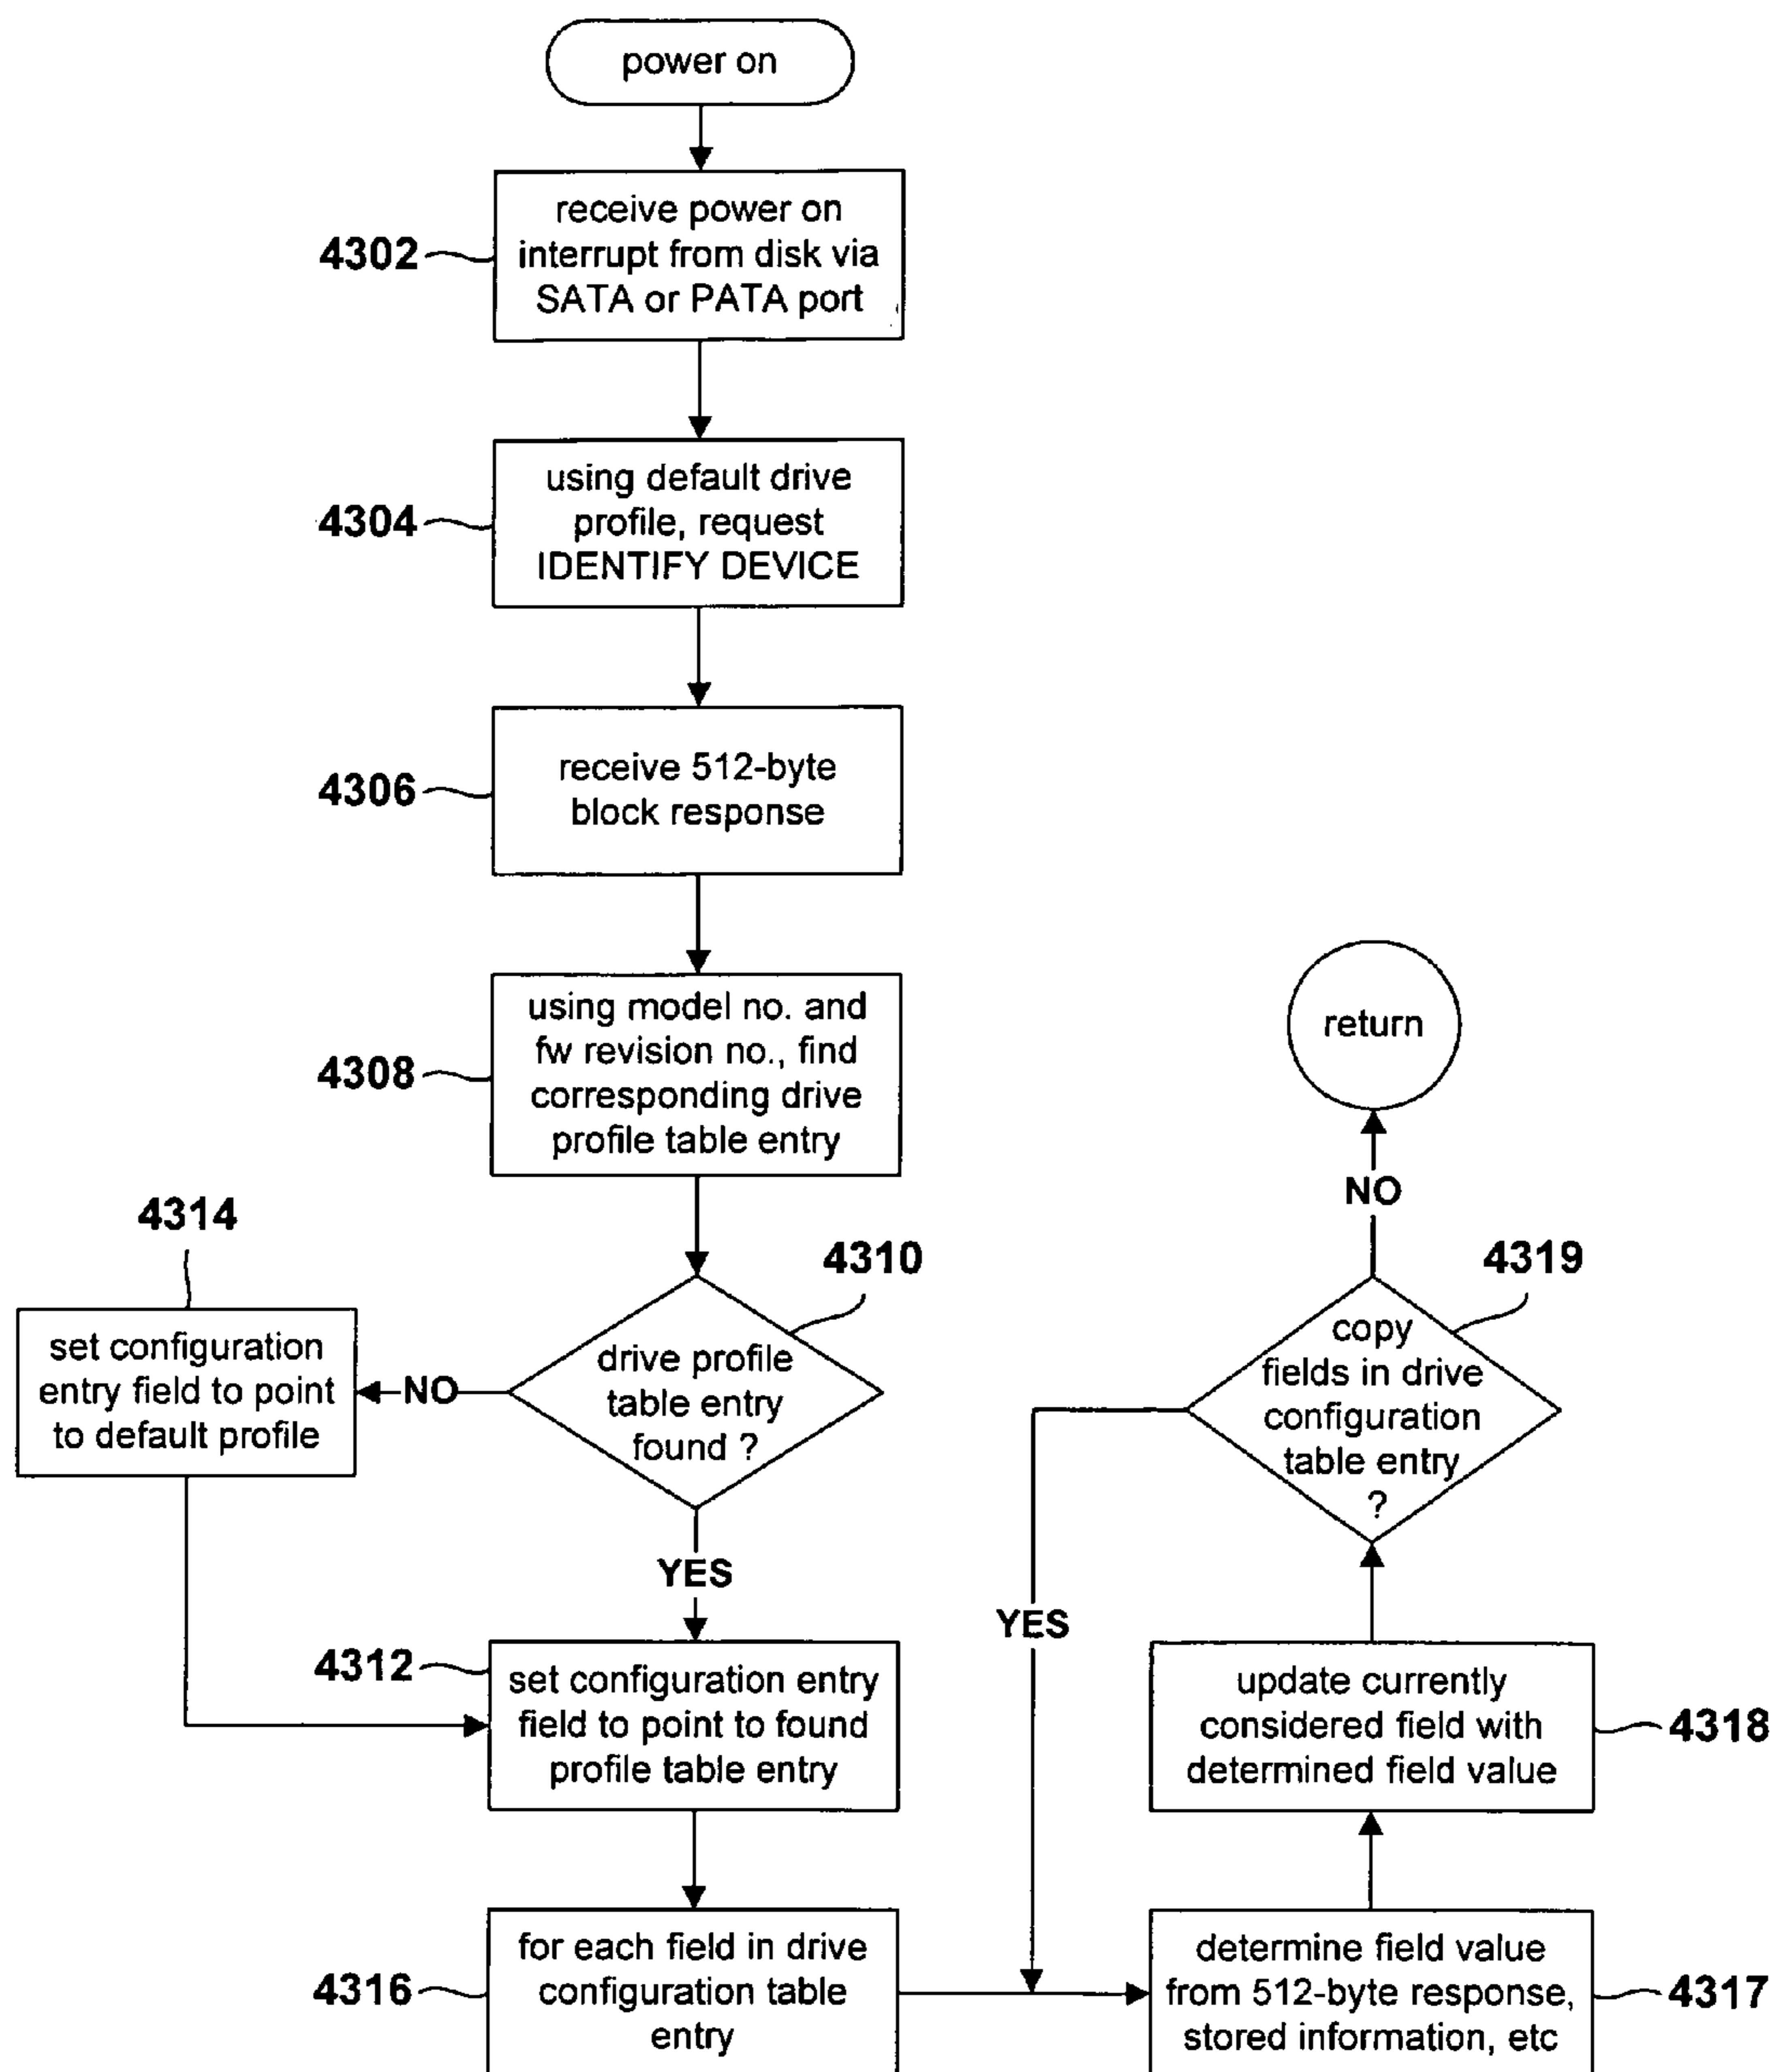 power on
4302
receive power on
interrupt from disk via
SATA or PATA port
4304
using default drive
profile, request
IDENTIFY DEVICE
4306
receive 512-byte
block response
4308
using model no. and
fw revision no., find
corresponding drive
profile table entry
4310
drive profile
table entry
found ?
NO
4314
set configuration
entry field to point
to default profile
YES
4312
set configuration entry
field to point to found
profile table entry
4316
for each field in drive
configuration table
entry
determine field value
from 512-byte response,
stored information, etc
4317
update currently
considered field with
determined field value
4318
4319
copy
fields in drive
configuration
table entry
?
YES
NO
return